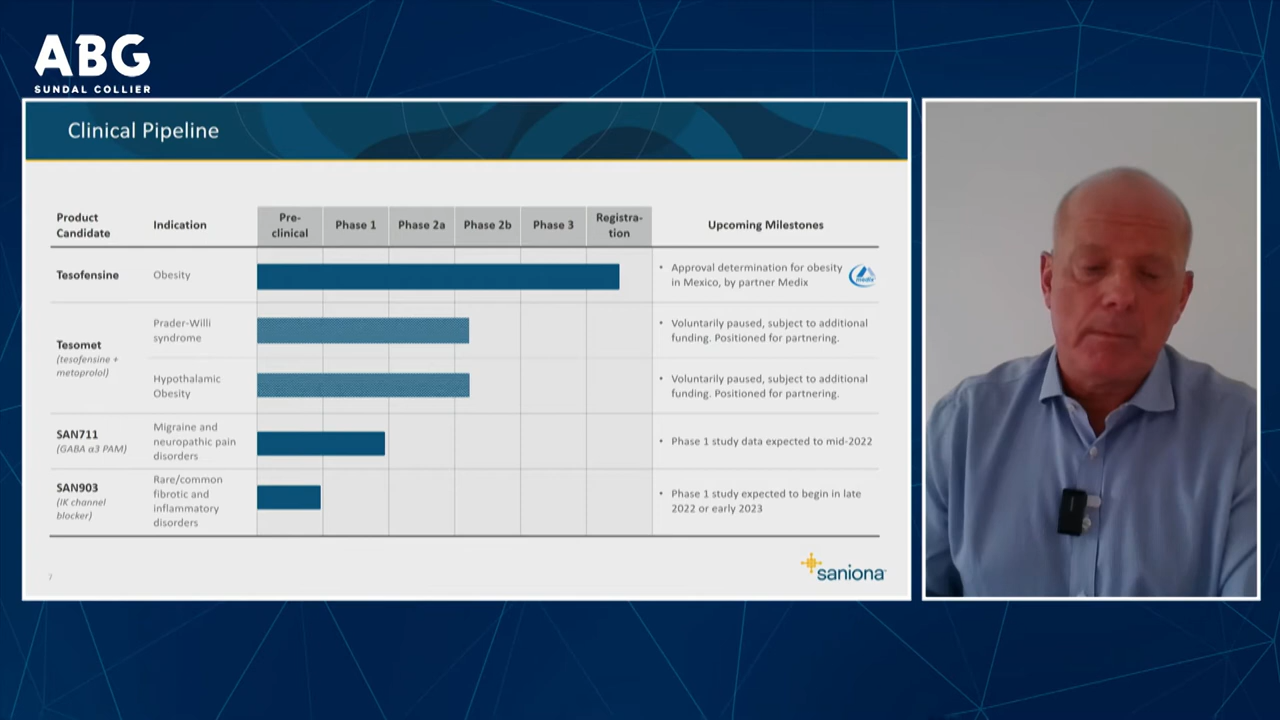 ABG
SUNDAL COLLIER
Clinical Pipeline
Product
Candidate
Indication
Pre-
clinical
Phase 1
Phase 2a
Phase 2b
Phase 3
Registra-
tion
Upcoming Milestones
Tesofensine
Obesity
• Approval determination for obesity
in Mexico, by partner Medix
medix
Tesomet
(tesofensine +
metoprolol)
Prader-Willi
syndrome
• Voluntarily paused, subject to additional
funding. Positioned for partnering.
Hypothalamic
Obesity
• Voluntarily paused, subject to additional
funding. Positioned for partnering.
SAN711
(GABA α3 PAM)
Migraine and
neuropathic pain
disorders
• Phase 1 study data expected to mid-2022
SAN903
(IK channel
blocker)
Rare/common
fibrotic and
inflammatory
disorders
• Phase 1 study expected to begin in late
2022 or early 2023
7
saniona